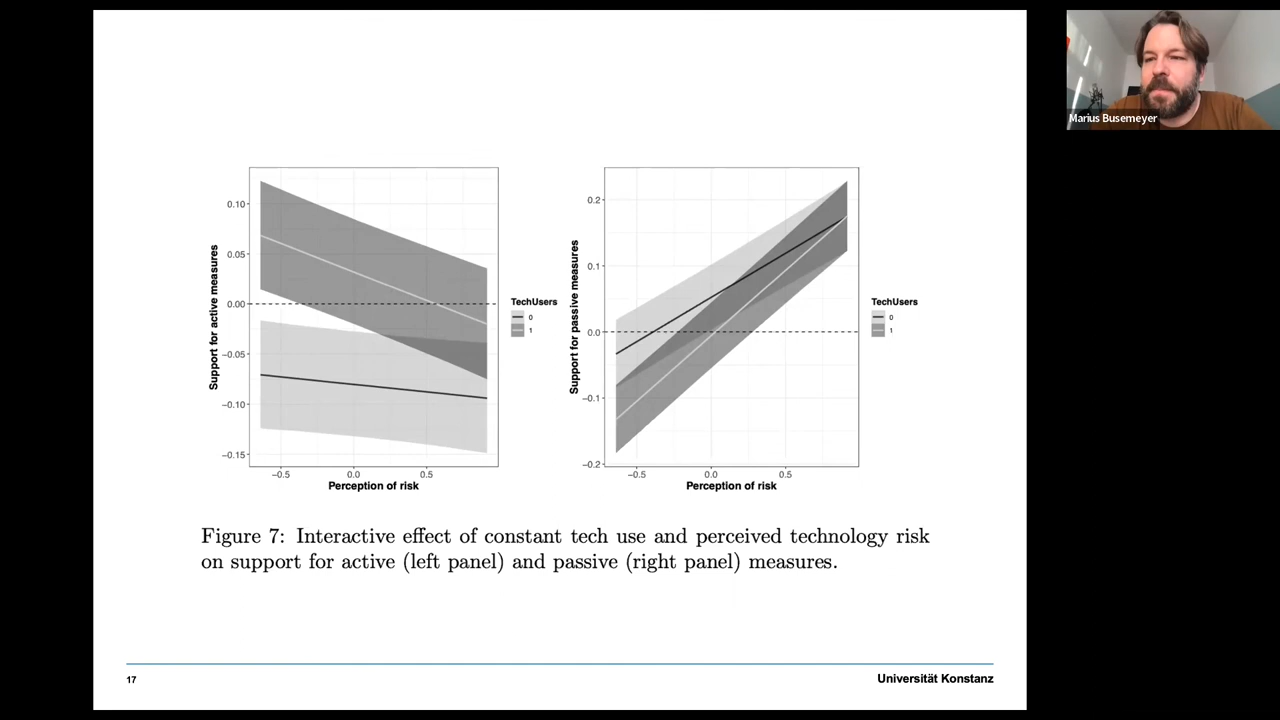 Marius Busemeyer
0.10
0.05
0.00
−0.05
−0.10
−0.15
Support for active measures
−0.5
0.0
0.5
Perception of risk
TechUsers
0
1
0.2
0.1
0.0
−0.1
−0.2
Support for passive measures
−0.5
0.0
0.5
Perception of risk
TechUsers
0
1
Figure 7: Interactive effect of constant tech use and perceived technology risk
on support for active (left panel) and passive (right panel) measures.
17
Universität Konstanz